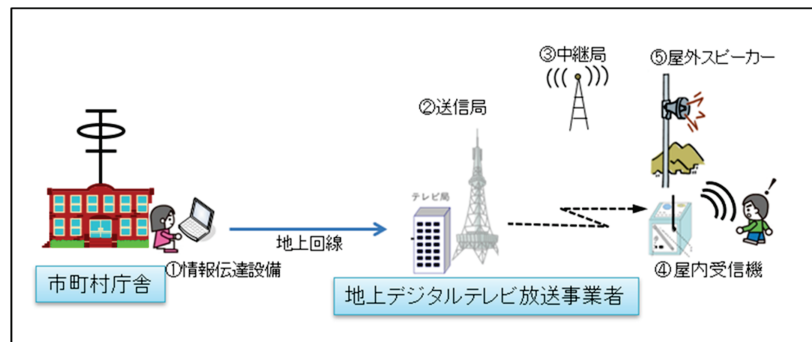 ③中継局
⑤屋外スピーカー
②送信局
テレビ局
地上回線
①情報伝達設備
④屋内受信機
市町村庁舎
地上デジタルテレビ放送事業者